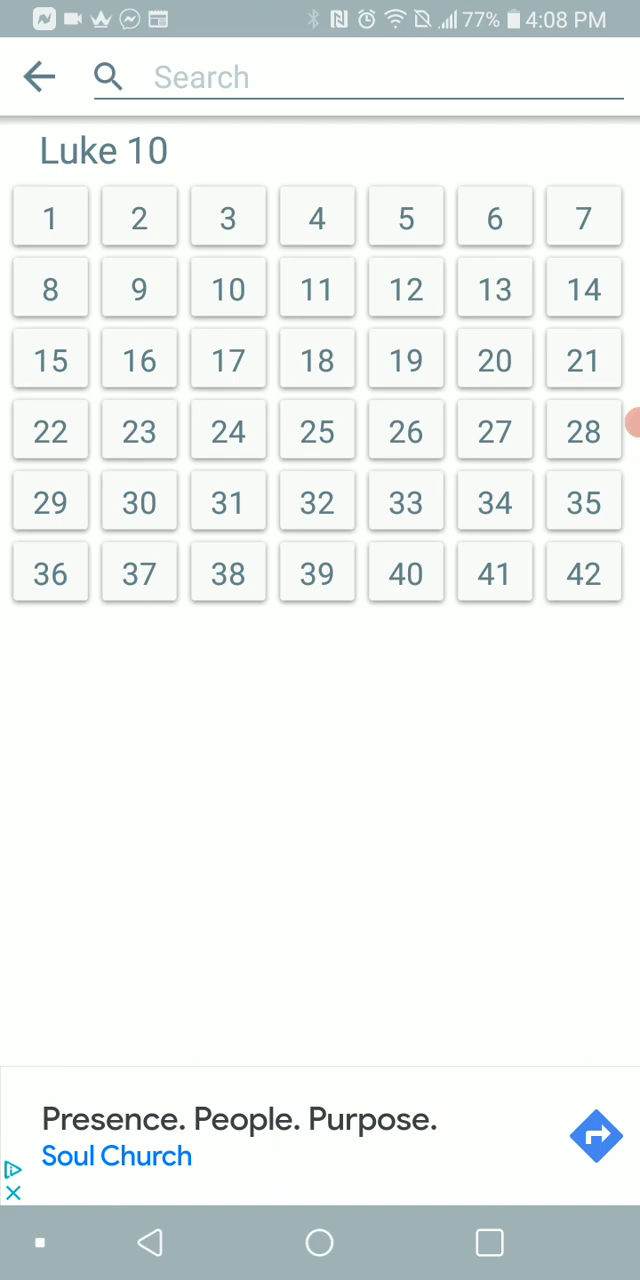 77% 4:08 PM
Search
Luke 10
1 2 3 4 5 6 7
8 9 10 11 12 13 14
15 16 17 18 19 20 21
22 23 24 25 26 27 28
29 30 31 32 33 34 35
36 37 38 39 40 41 42
Presence. People. Purpose.
Soul Church